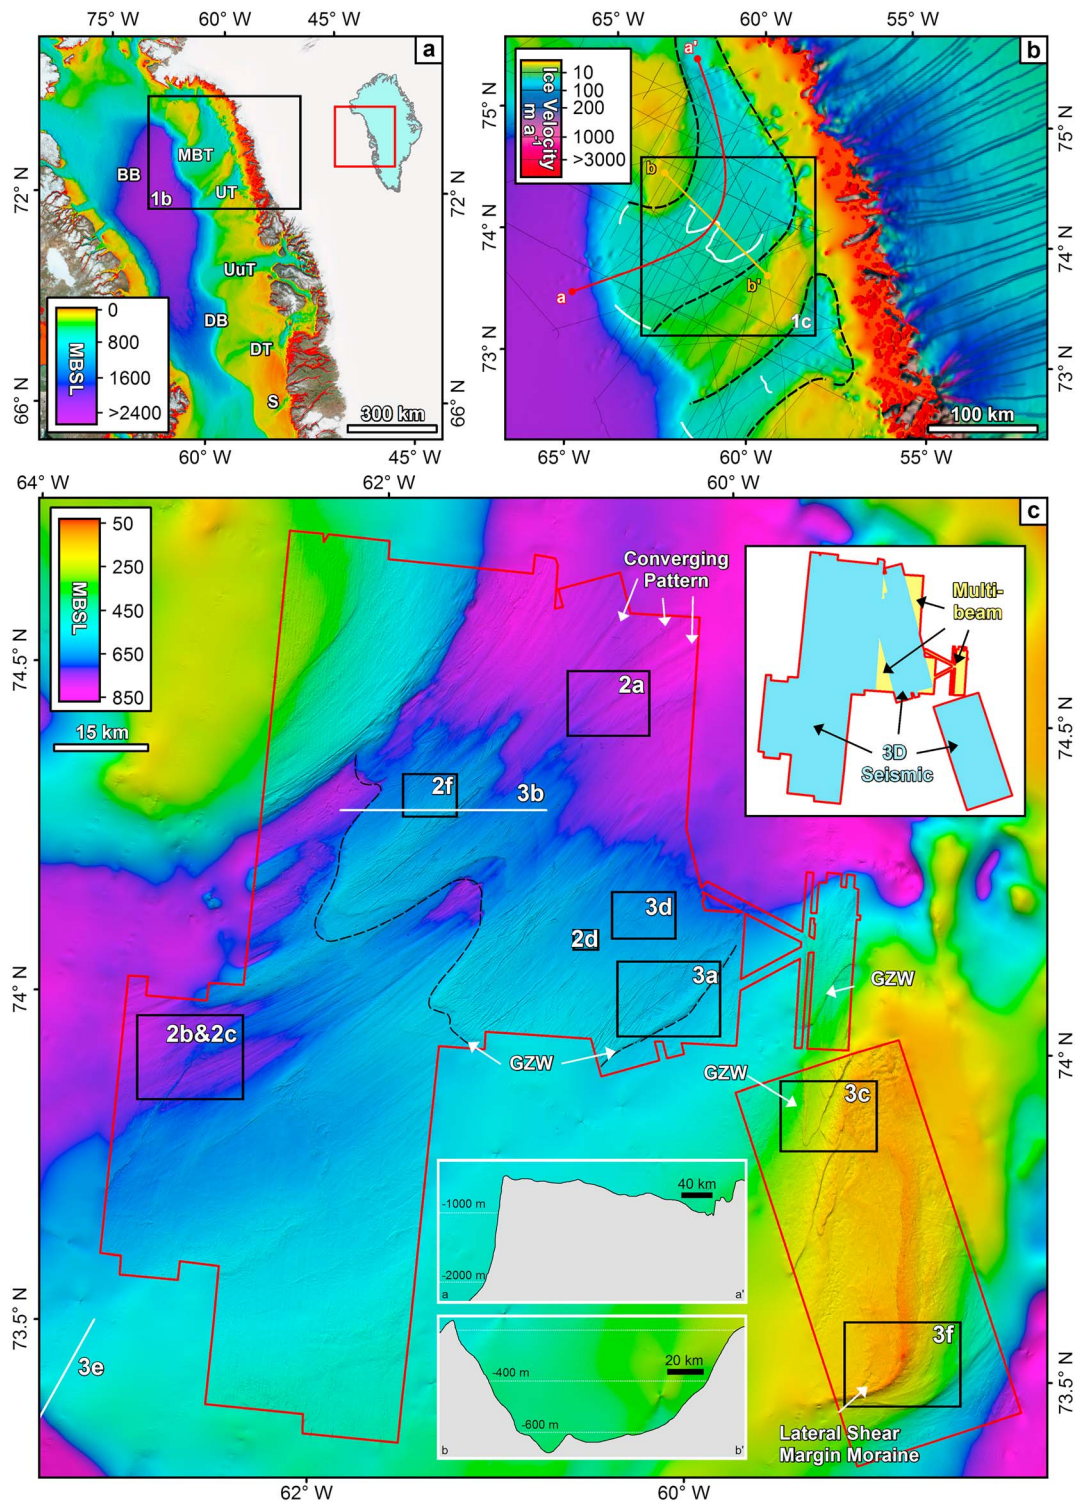 75° W
60° W
45° W
a
MBT
BB
1b
UT
72° N
72° N
UuT
DB
DT
S
0
800
1600
>2400
MBSL
66° N
66° N
300 km
60° W
45° W
65° W
60° W
55° W
b
a'
10
100
200
1000
>3000
Ice Velocity
m a⁻¹
75° N
75° N
b
74° N
74° N
a
b'
1c
73° N
73° N
100 km
65° W
60° W
55° W
64° W
62° W
60° W
c
50
250
450
650
850
MBSL
15 km
Converging
Pattern
Multi-
beam
3D
Seismic
74.5° N
74.5° N
2a
2f
3b
3d
2d
3a
GZW
74° N
74° N
2b&2c
GZW
GZW
3c
40 km
-1000 m
-2000 m
a
a'
20 km
-400 m
-600 m
b
b'
73.5° N
73.5° N
3e
3f
Lateral Shear
Margin Moraine
62° W
60° W